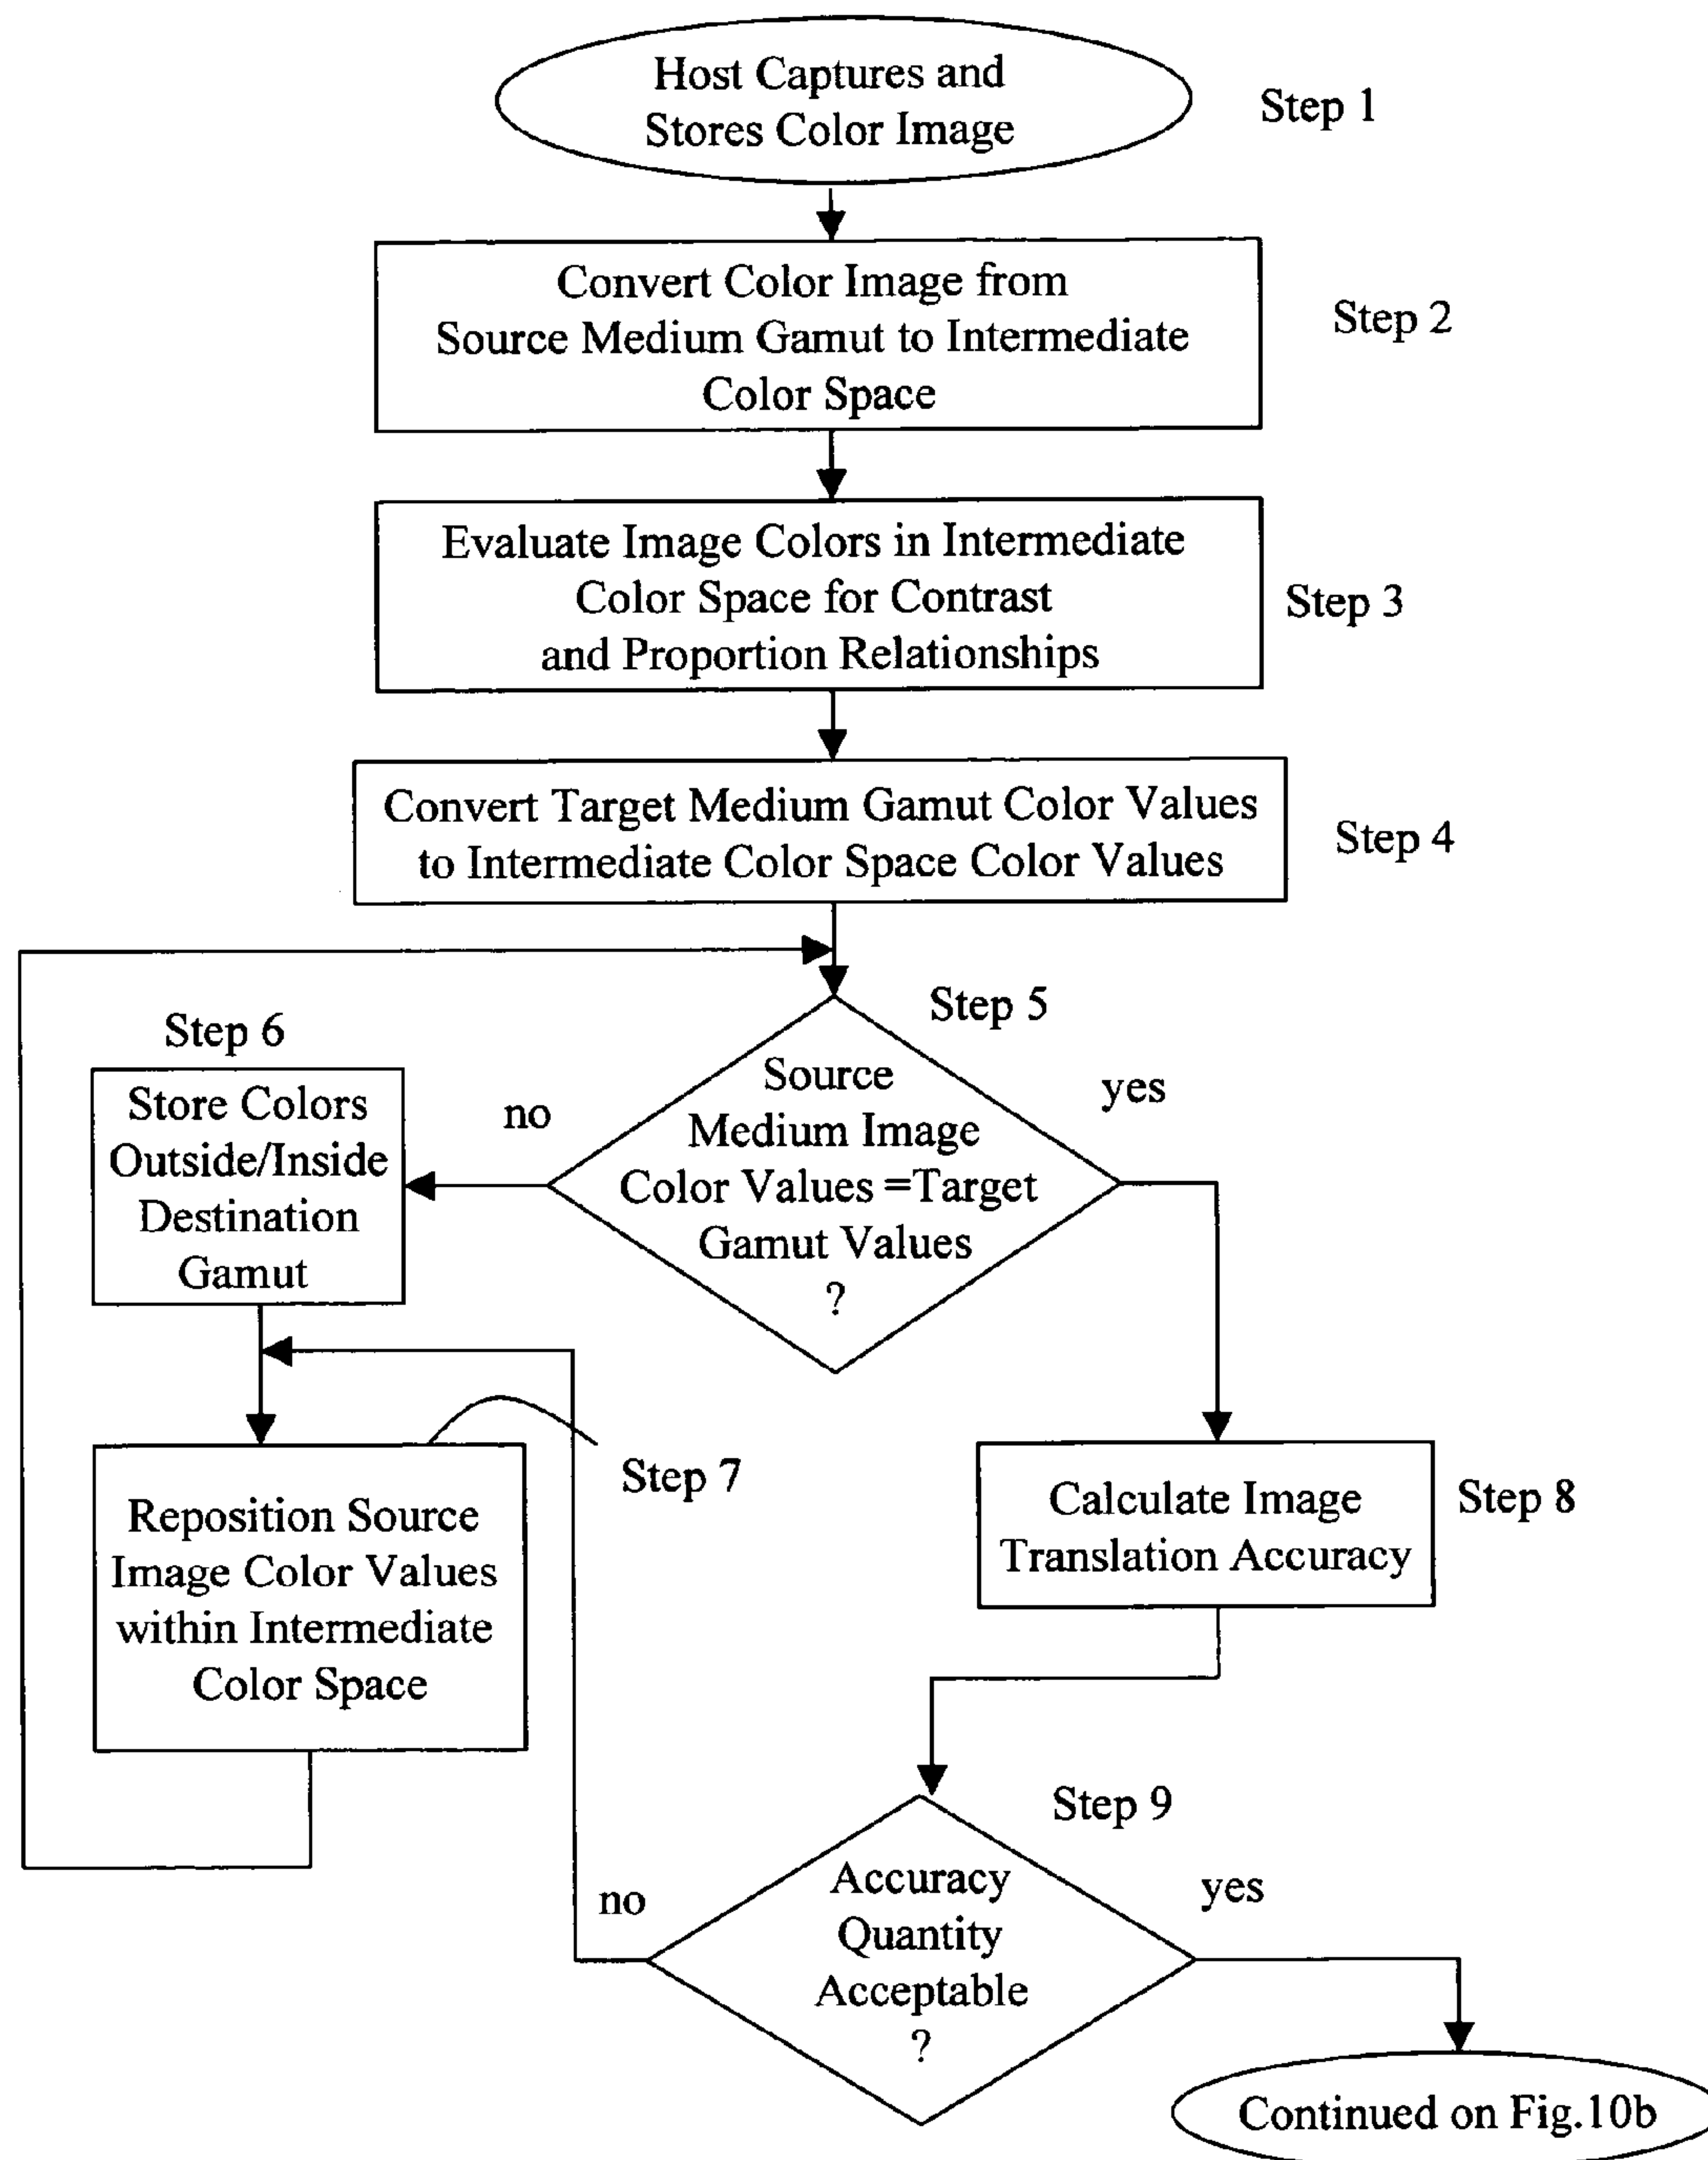 Host Captures and
Stores Color Image
Step 1
Convert Color Image from
Source Medium Gamut to Intermediate
Color Space
Step 2
Evaluate Image Colors in Intermediate
Color Space for Contrast
and Proportion Relationships
Step 3
Convert Target Medium Gamut Color Values
to Intermediate Color Space Color Values
Step 4
Step 5
Source
Medium Image
Color Values =Target
Gamut Values
?
no
yes
Step 6
Store Colors
Outside/Inside
Destination
Gamut
Step 7
Reposition Source
Image Color Values
within Intermediate
Color Space
Calculate Image
Translation Accuracy
Step 8
Step 9
Accuracy
Quantity
Acceptable
?
no
yes
Continued on Fig.10b